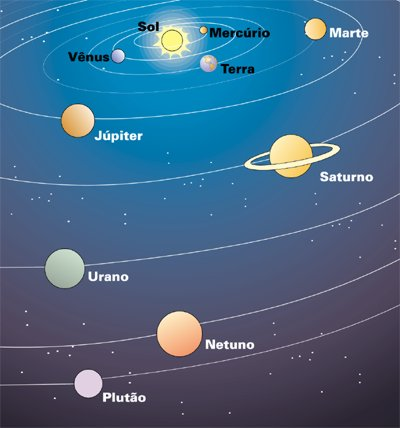 Sol
Mercúrio
Marte
Vênus
Terra
Júpiter
Saturno
Urano
Netuno
Plutão